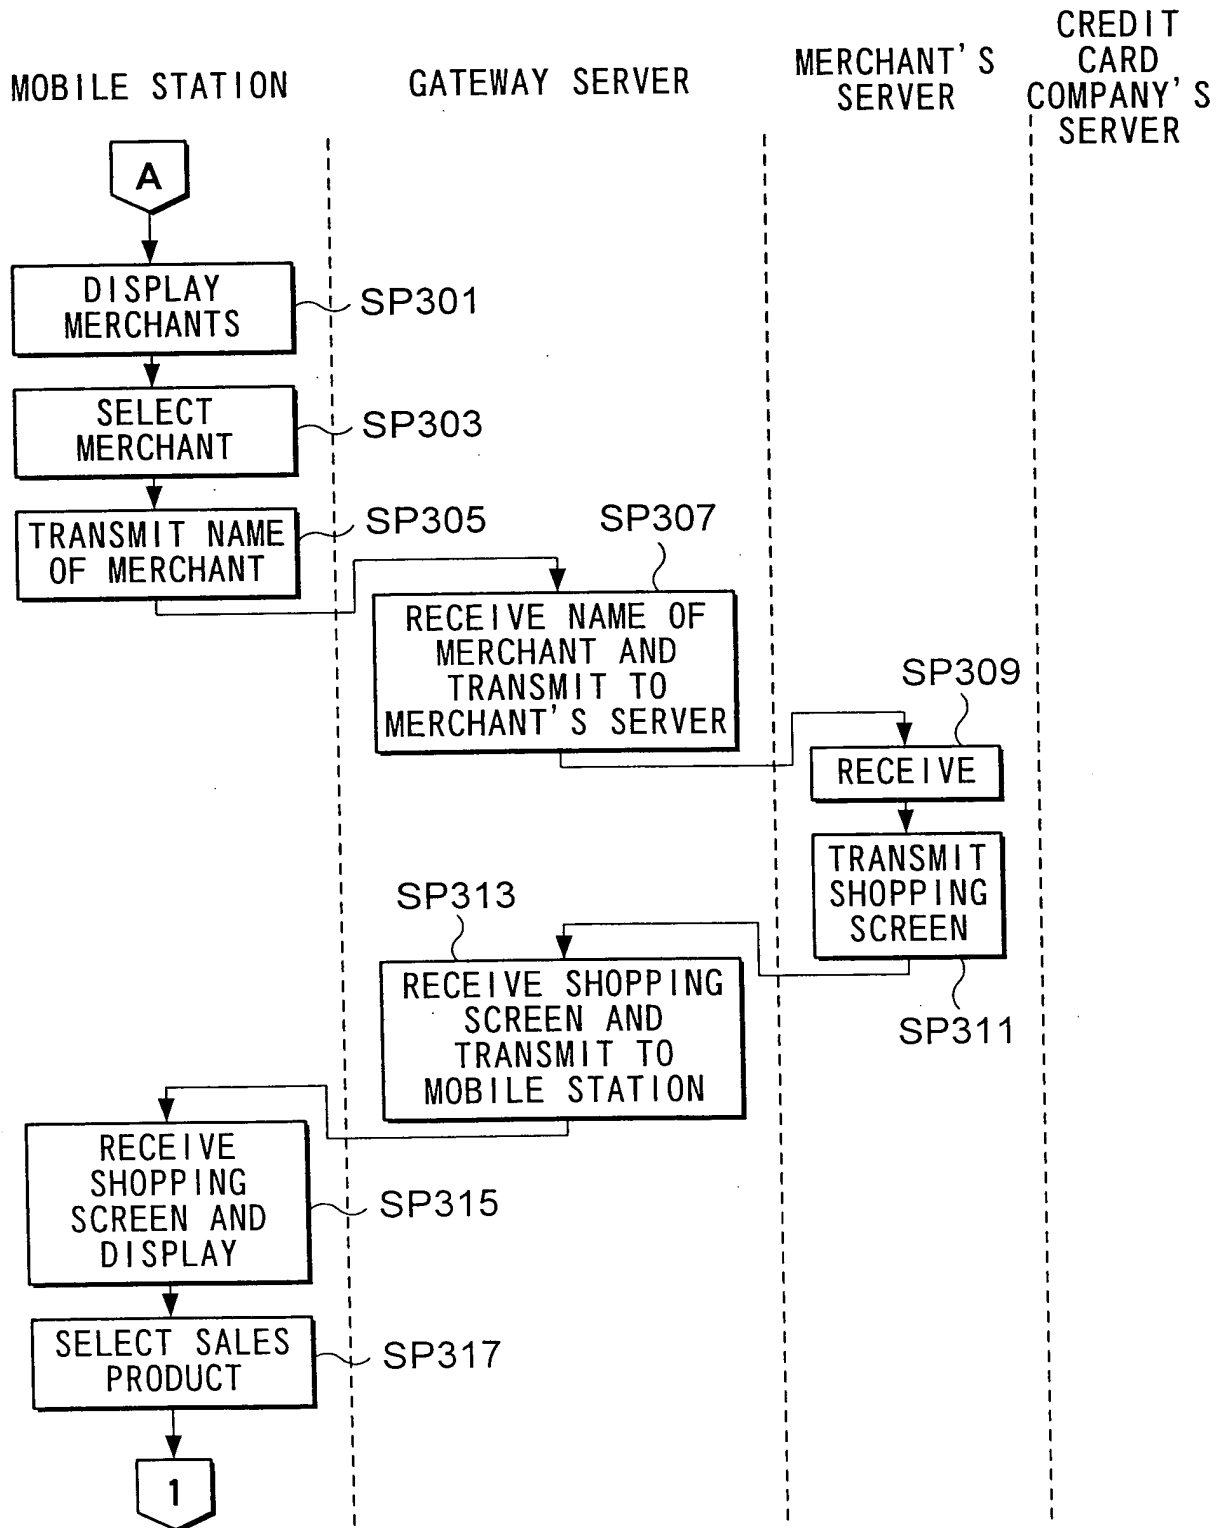 MOBILE STATION
GATEWAY SERVER
MERCHANT'S
SERVER
CREDIT
CARD
COMPANY'S
SERVER
A
DISPLAY
MERCHANTS
SP301
SELECT
MERCHANT
SP303
TRANSMIT NAME
OF MERCHANT
SP305
SP307
RECEIVE NAME OF
MERCHANT AND
TRANSMIT TO
MERCHANT'S SERVER
SP309
RECEIVE
TRANSMIT
SHOPPING
SCREEN
SP311
SP313
RECEIVE SHOPPING
SCREEN AND
TRANSMIT TO
MOBILE STATION
RECEIVE
SHOPPING
SCREEN AND
DISPLAY
SP315
SELECT SALES
PRODUCT
SP317
1